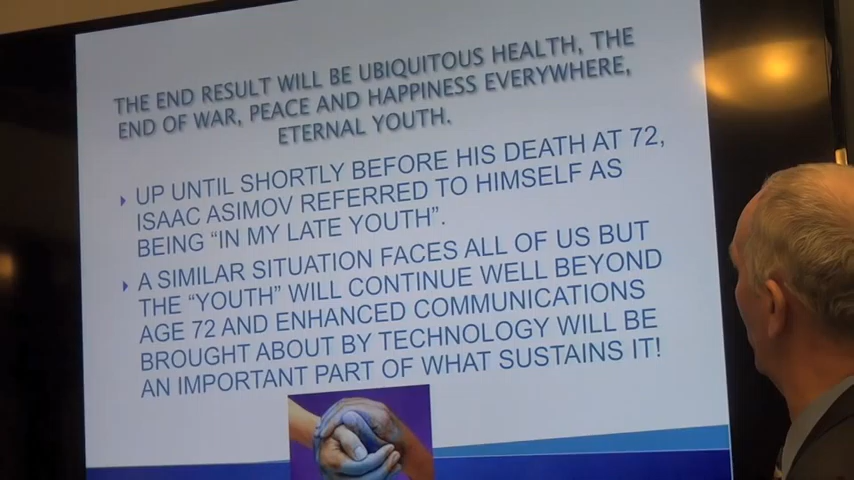 THE END RESULT WILL BE UBIQUITOUS HEALTH, THE
END OF WAR, PEACE AND HAPPINESS EVERYWHERE,
ETERNAL YOUTH.
UP UNTIL SHORTLY BEFORE HIS DEATH AT 72,
ISAAC ASIMOV REFERRED TO HIMSELF AS
BEING “IN MY LATE YOUTH”.
A SIMILAR SITUATION FACES ALL OF US BUT
THE “YOUTH” WILL CONTINUE WELL BEYOND
AGE 72 AND ENHANCED COMMUNICATIONS
BROUGHT ABOUT BY TECHNOLOGY WILL BE
AN IMPORTANT PART OF WHAT SUSTAINS IT!